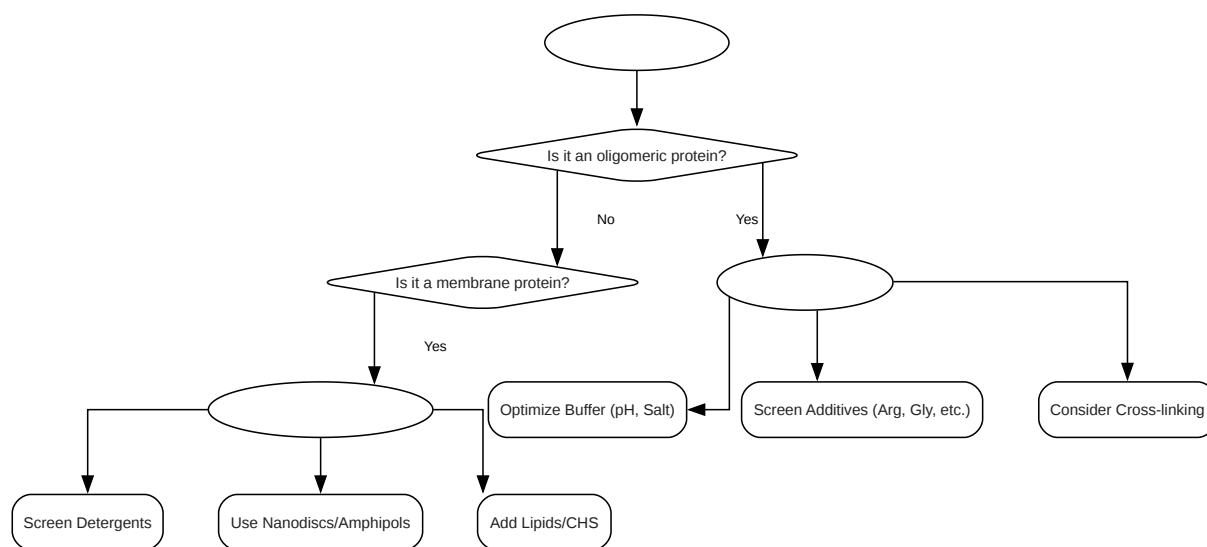 Is it an oligomeric protein?
No
Yes
Is it a membrane protein?
Yes
Optimize Buffer (pH, Salt)
Screen Additives (Arg, Gly, etc.)
Consider Cross-linking
Screen Detergents
Use Nanodiscs/Amphipols
Add Lipids/CHS